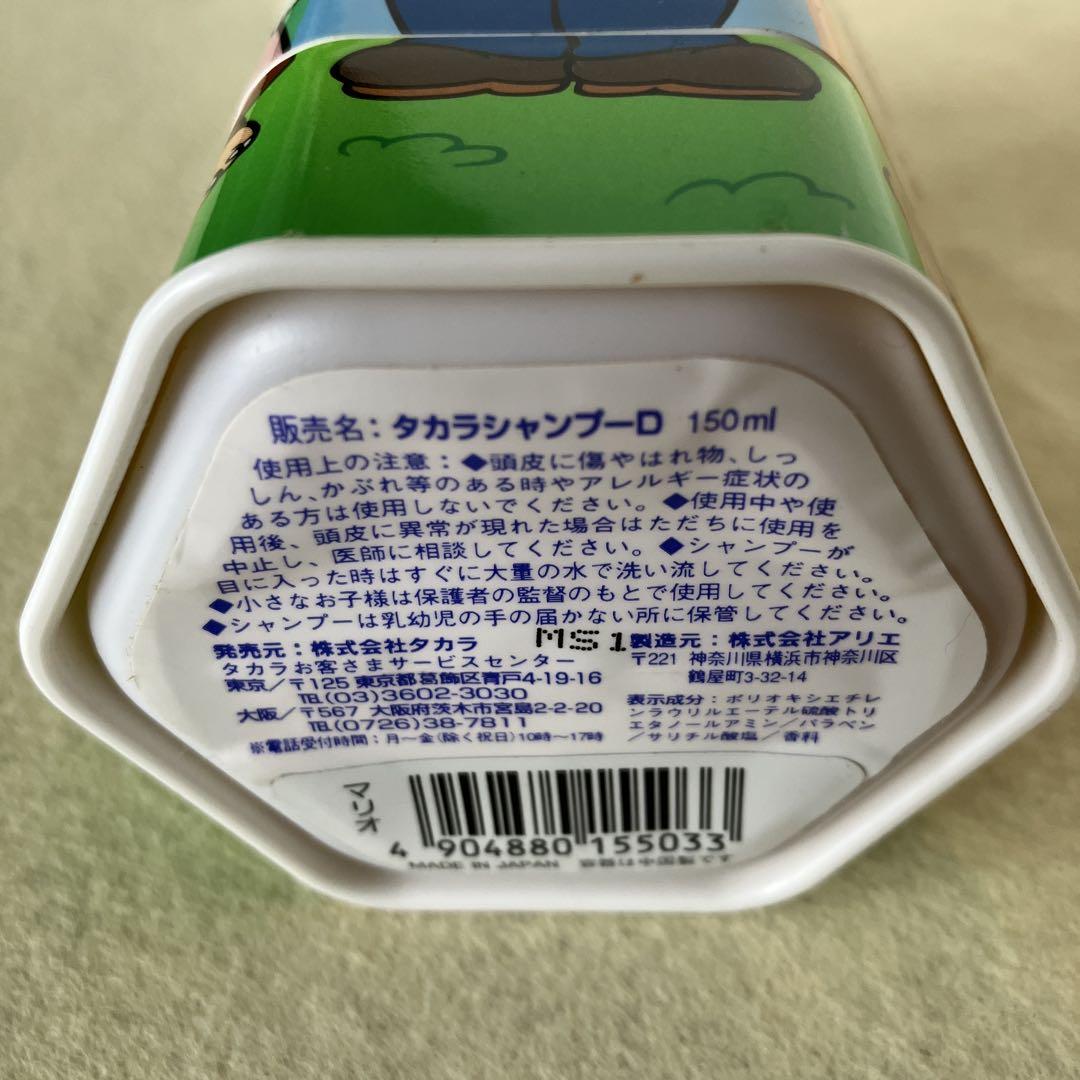 販売名：タカラシャンプーD 150ml
使用上の注意：◆頭皮に傷やはれ物、しっ
しん、かぶれ等のある時やアレルギー症状の
ある方は使用しないでください。◆使用中や使
用後、頭皮に異常が現れた場合はただちに使用を
中止し、医師に相談してください。◆シャンプーが
目に入った時はすぐに大量の水で洗い流してください。
◆小さなお子様は保護者の監督のもとで使用してください。
◆シャンプーは乳幼児の手の届かない所に保管してください。
発売元：株式会社タカラ
タカラお客さまサービスセンター
東京／〒125 東京都葛飾区青戸4-19-16
TEL(03)3602-3030
大阪／〒567 大阪府茨木市宮島2-2-20
TEL(0726)38-7811
※電話受付時間：月～金(除く祝日)10時～17時
MS1
製造元：株式会社アリエ
〒221 神奈川県横浜市神奈川区
鶴屋町3-32-14
表示成分：ポリオキシエチレ
ンラウリルエーテル硫酸トリ
エタノールアミン／パラベン
／サリチル酸塩／香料
マリオ
4 904880 155033
MADE IN JAPAN 容器は中国製です